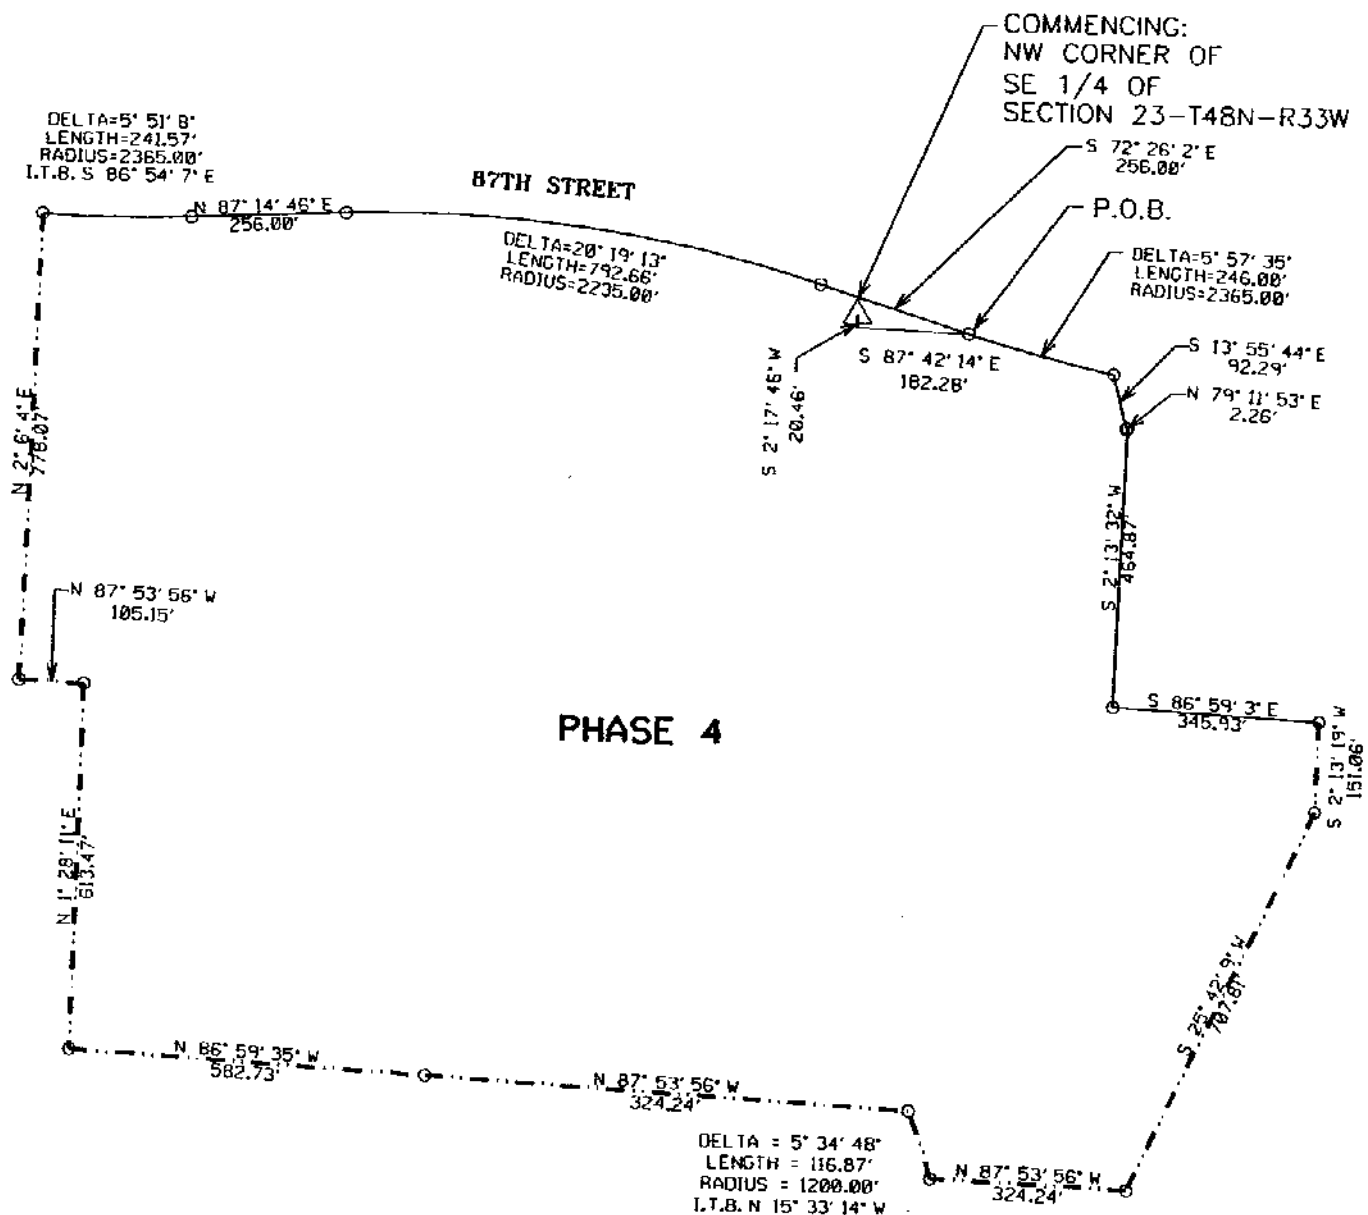 COMMENCING:
NW CORNER OF
SE 1/4 OF
SECTION 23-T48N-R33W
S 72° 26' 2" E
256.00'
P.O.B.
DELTA=5° 51' 8"
LENGTH=241.57'
RADIUS=2365.00'
I.T.B. S 86° 54' 7" E
N 87° 14' 46" E
256.00'
87TH STREET
DELTA=20° 19' 13"
LENGTH=792.66'
RADIUS=2235.00'
DELTA=5° 57' 35"
LENGTH=246.00'
RADIUS=2365.00'
S 87° 42' 14" E
182.28'
S 2° 17' 46" W
20.46'
S 13° 55' 44" E
92.29'
N 79° 11' 53" E
2.26'
N 2° 6' 4" E
778.07'
S 2° 13' 32" W
464.87'
N 87° 53' 56" W
105.15'
PHASE 4
S 86° 59' 3" E
345.93'
S 2° 13' 19" W
151.06'
N 1° 28' 11" E
613.47'
S 25° 42' 9" W
707.81'
N 86° 59' 35" W
582.73'
N 87° 53' 56" W
324.24'
DELTA = 5° 34' 48"
LENGTH = 116.87'
RADIUS = 1200.00'
I.T.B. N 15° 33' 14" W
N 87° 53' 56" W
324.24'